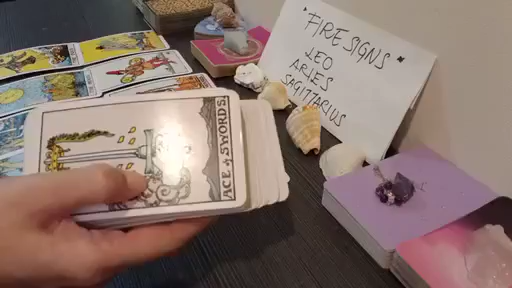 "FIRE SIGNS"
LEO
ARIES
SAGITTARIUS
ACE of SWORDS.